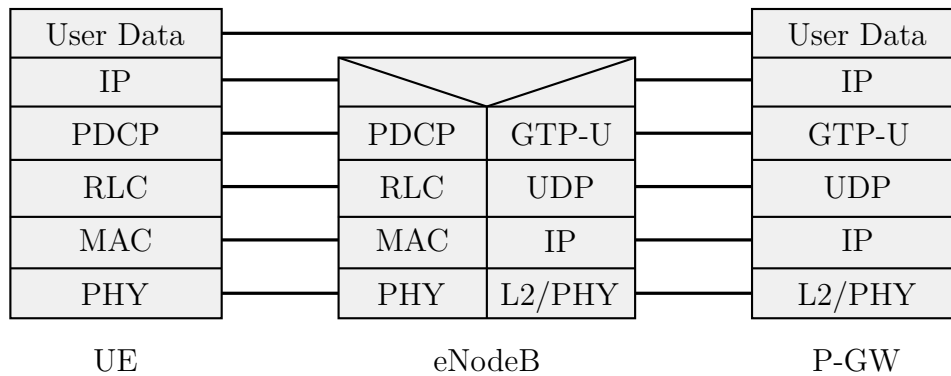 User Data User Data
IP IP
PDCP PDCP GTP-U GTP-U
RLC RLC UDP UDP
MAC MAC IP IP
PHY PHY L2/PHY L2/PHY
UE eNodeB P-GW